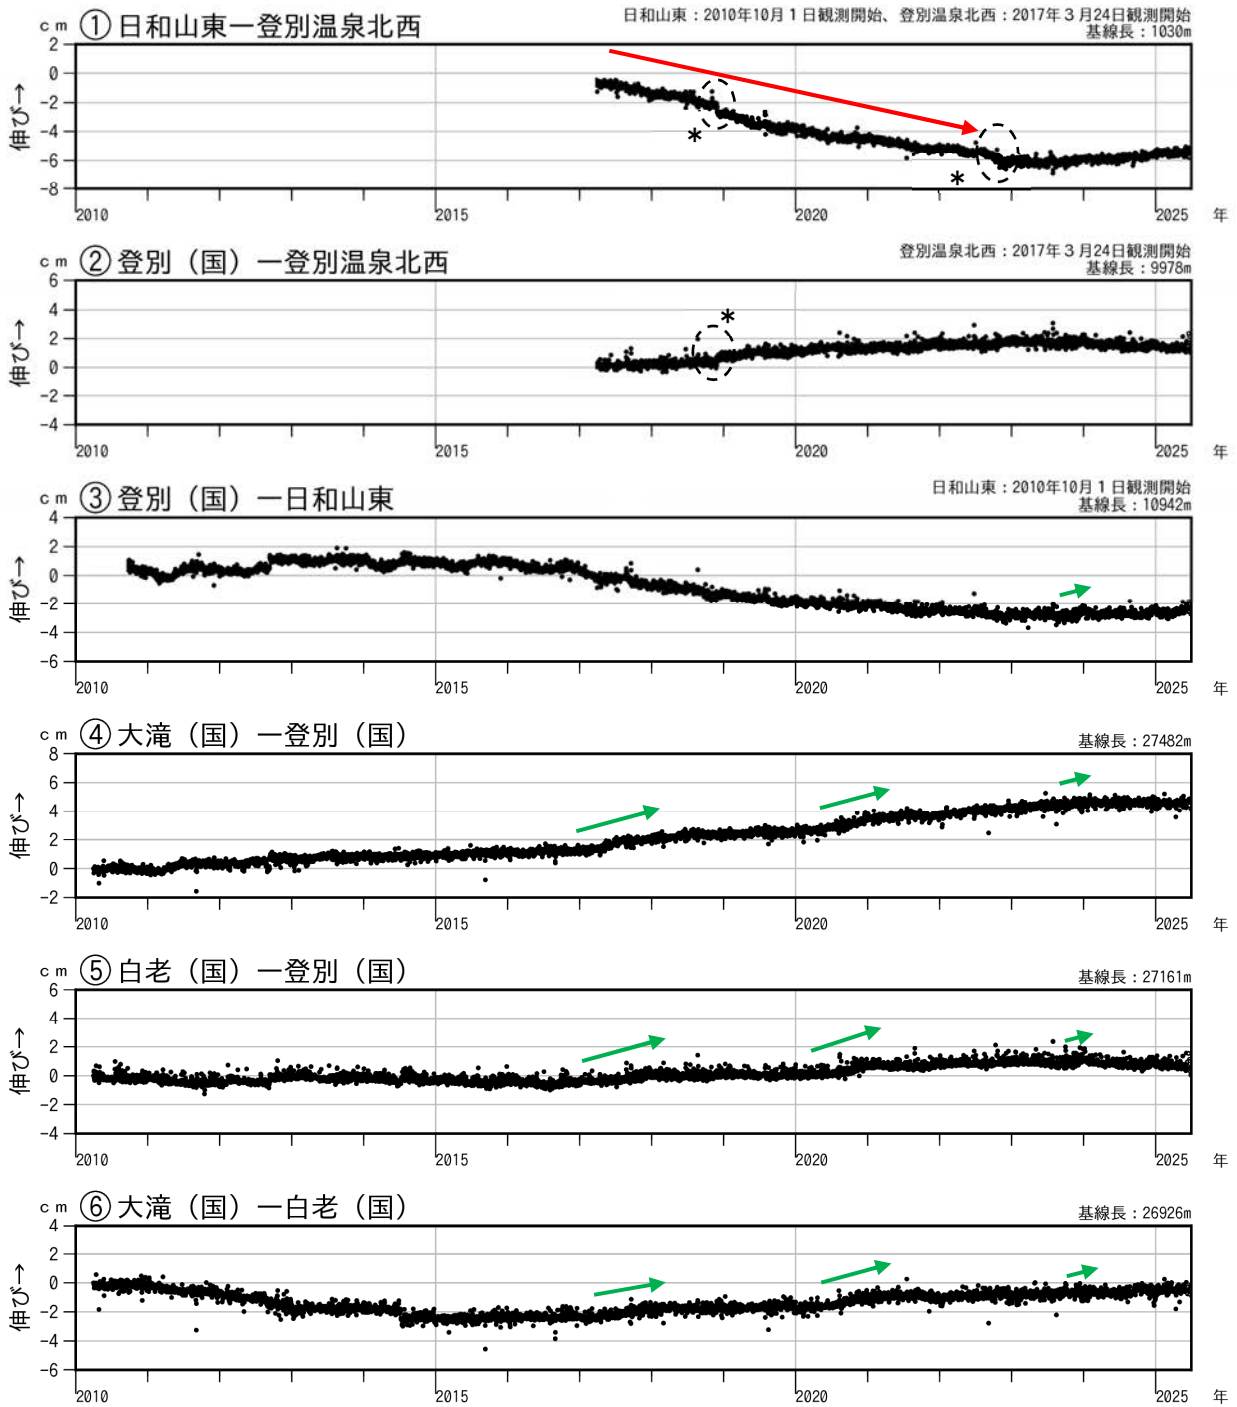 cm ①日和山東―登別温泉北西
日和山東：2010年10月１日観測開始、登別温泉北西：2017年３月24日観測開始
基線長：1030m
2
0
-2
-4
-6
-8
伸び→
*
*
2010 2015 2020 2025 年
cm ②登別（国）―登別温泉北西
登別温泉北西：2017年３月24日観測開始
基線長：9978m
6
4
2
0
-2
-4
伸び→
*
2010 2015 2020 2025 年
cm ③登別（国）―日和山東
日和山東：2010年10月１日観測開始
基線長：10942m
4
2
0
-2
-4
-6
伸び→
2010 2015 2020 2025 年
cm ④大滝（国）―登別（国）
基線長：27482m
8
6
4
2
0
-2
伸び→
2010 2015 2020 2025 年
cm ⑤白老（国）―登別（国）
基線長：27161m
6
4
2
0
-2
-4
伸び→
2010 2015 2020 2025 年
cm ⑥大滝（国）―白老（国）
基線長：26926m
4
2
0
-2
-4
-6
伸び→
2010 2015 2020 2025 年